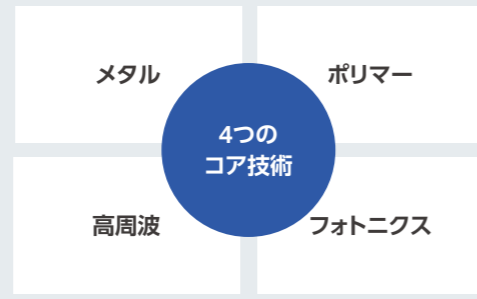 メタル
ポリマー
4つの
コア技術
高周波
フォトニクス